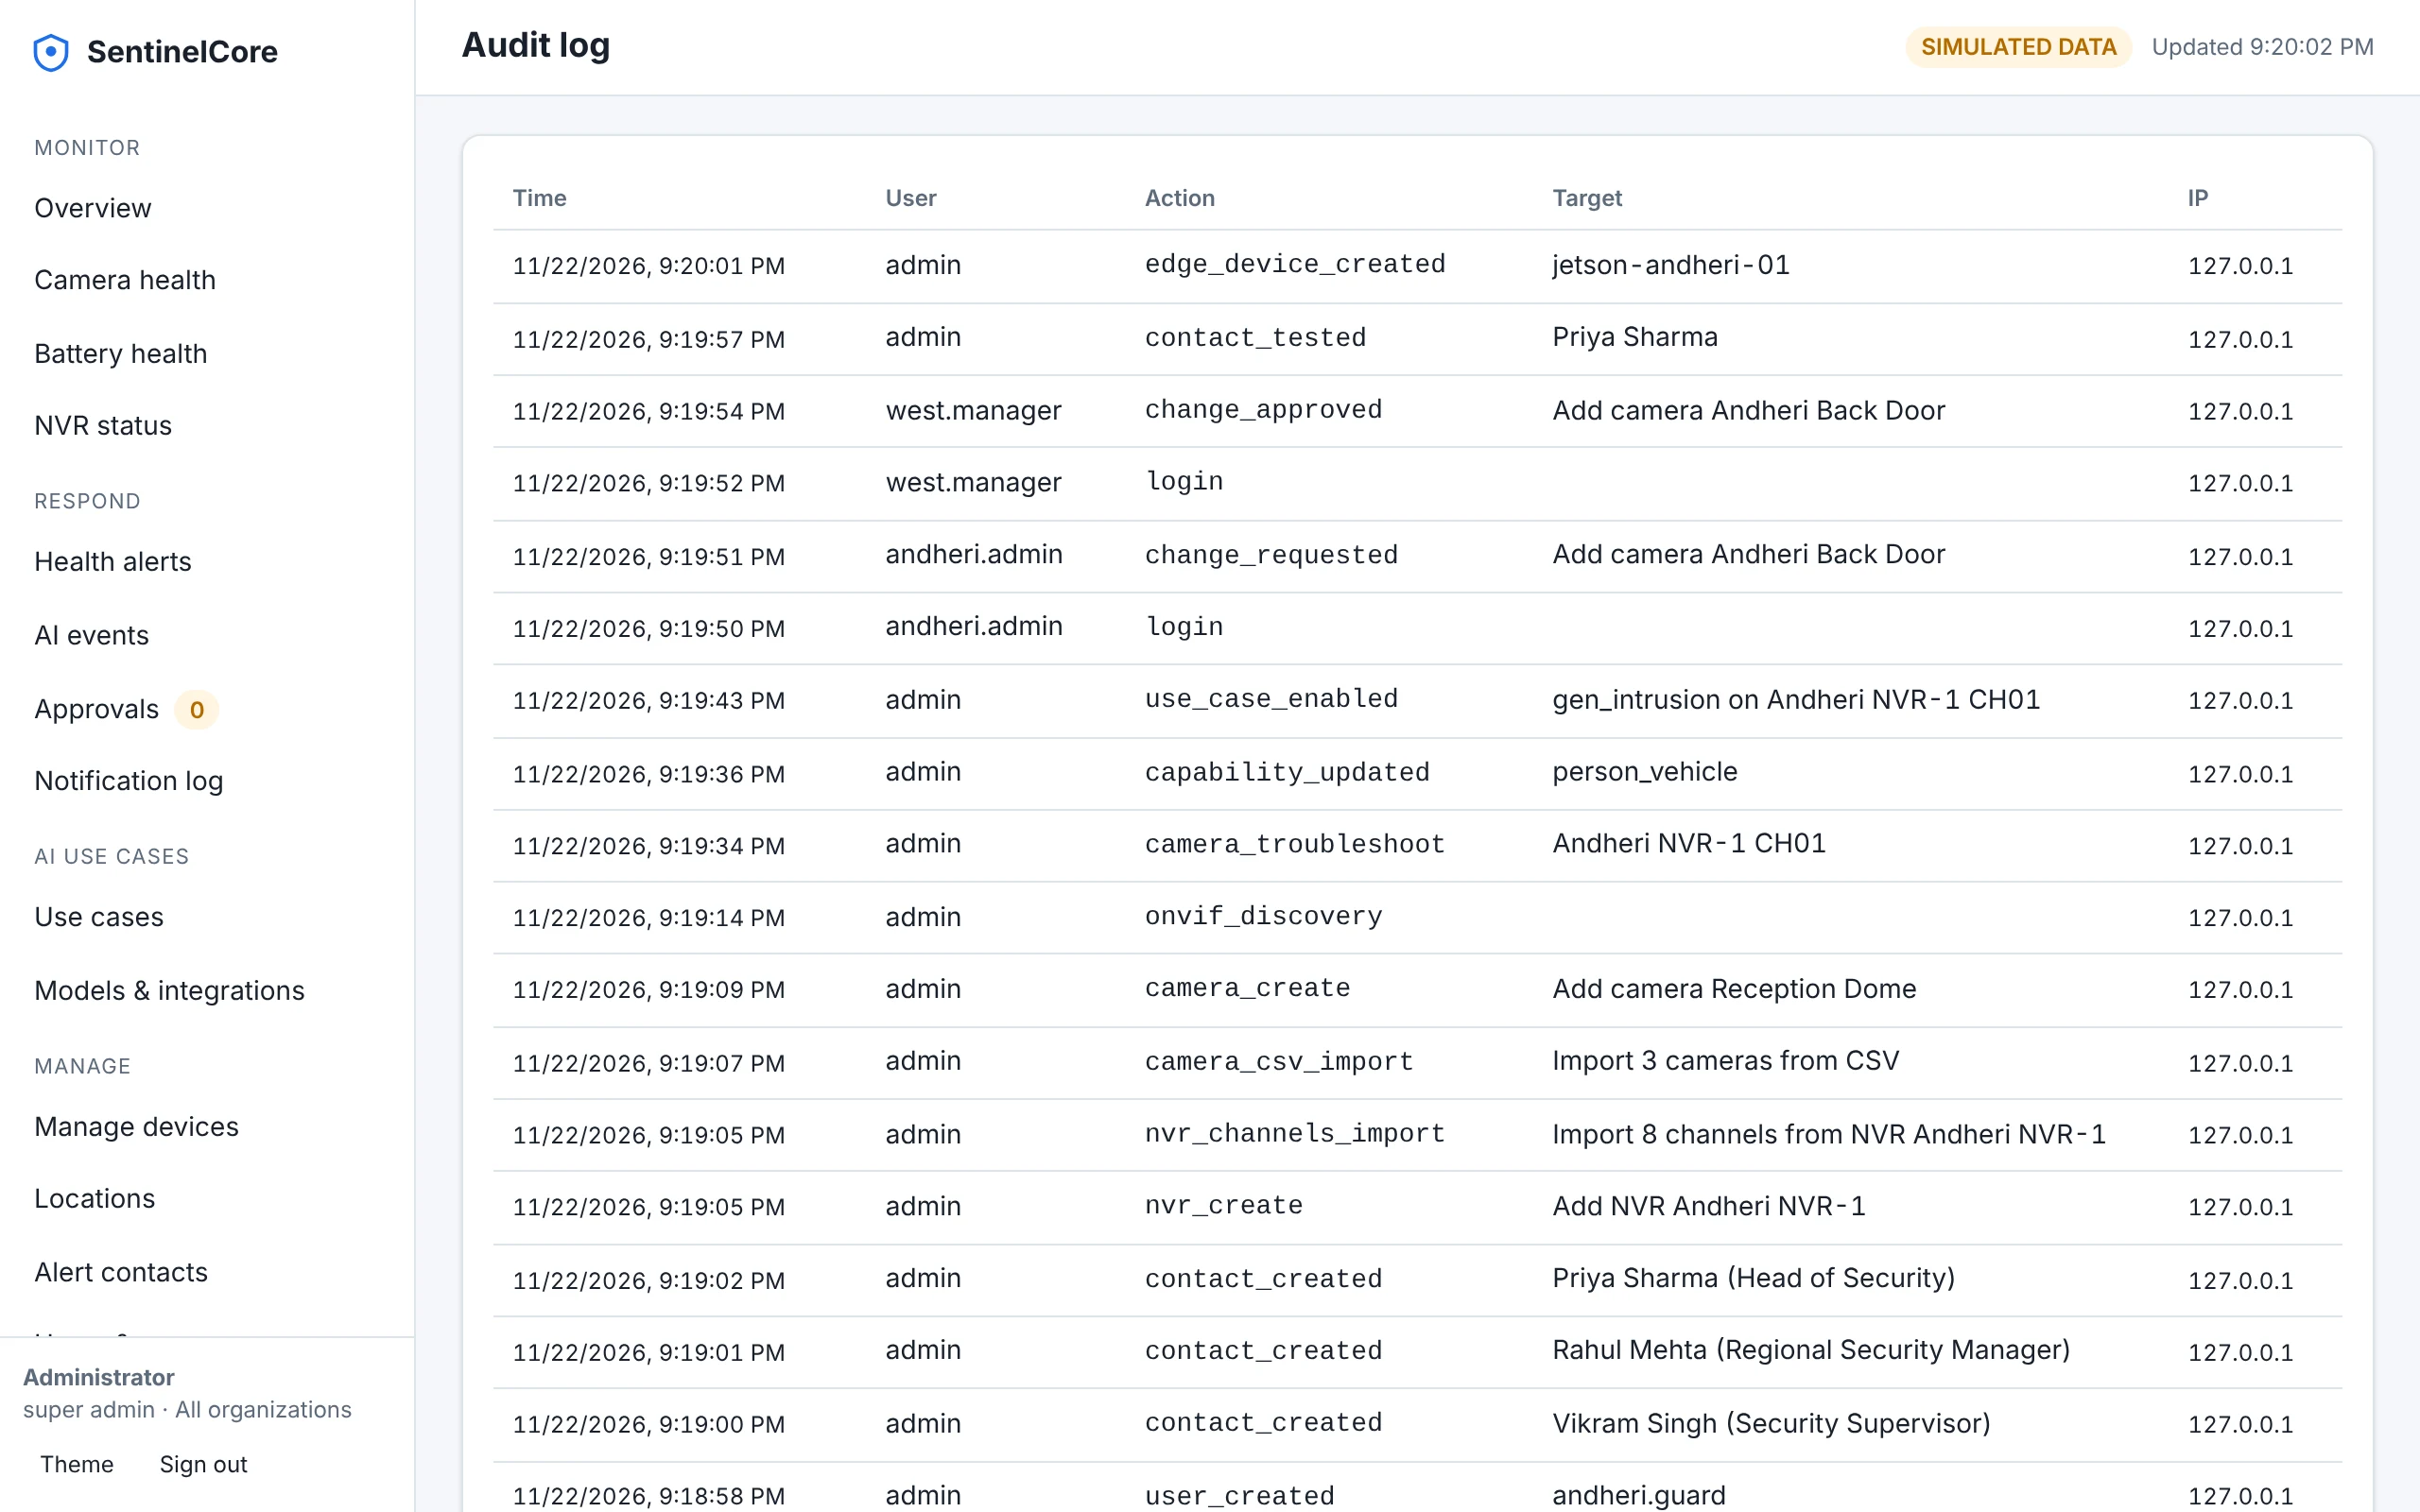 SentinelCore
MONITOR
Overview
Camera health
Battery health
NVR status
RESPOND
Health alerts
AI events
Approvals 0
Notification log
AI USE CASES
Use cases
Models & integrations
MANAGE
Manage devices
Locations
Alert contacts
Administrator
super admin · All organizations
Theme Sign out
Audit log
SIMULATED DATA Updated 9:20:02 PM
Time User Action Target IP
11/22/2026, 9:20:01 PM admin edge_device_created jetson-andheri-01 127.0.0.1
11/22/2026, 9:19:57 PM admin contact_tested Priya Sharma 127.0.0.1
11/22/2026, 9:19:54 PM west.manager change_approved Add camera Andheri Back Door 127.0.0.1
11/22/2026, 9:19:52 PM west.manager login 127.0.0.1
11/22/2026, 9:19:51 PM andheri.admin change_requested Add camera Andheri Back Door 127.0.0.1
11/22/2026, 9:19:50 PM andheri.admin login 127.0.0.1
11/22/2026, 9:19:43 PM admin use_case_enabled gen_intrusion on Andheri NVR-1 CH01 127.0.0.1
11/22/2026, 9:19:36 PM admin capability_updated person_vehicle 127.0.0.1
11/22/2026, 9:19:34 PM admin camera_troubleshoot Andheri NVR-1 CH01 127.0.0.1
11/22/2026, 9:19:14 PM admin onvif_discovery 127.0.0.1
11/22/2026, 9:19:09 PM admin camera_create Add camera Reception Dome 127.0.0.1
11/22/2026, 9:19:07 PM admin camera_csv_import Import 3 cameras from CSV 127.0.0.1
11/22/2026, 9:19:05 PM admin nvr_channels_import Import 8 channels from NVR Andheri NVR-1 127.0.0.1
11/22/2026, 9:19:05 PM admin nvr_create Add NVR Andheri NVR-1 127.0.0.1
11/22/2026, 9:19:02 PM admin contact_created Priya Sharma (Head of Security) 127.0.0.1
11/22/2026, 9:19:01 PM admin contact_created Rahul Mehta (Regional Security Manager) 127.0.0.1
11/22/2026, 9:19:00 PM admin contact_created Vikram Singh (Security Supervisor) 127.0.0.1
11/22/2026, 9:18:58 PM admin user_created andheri.guard 127.0.0.1